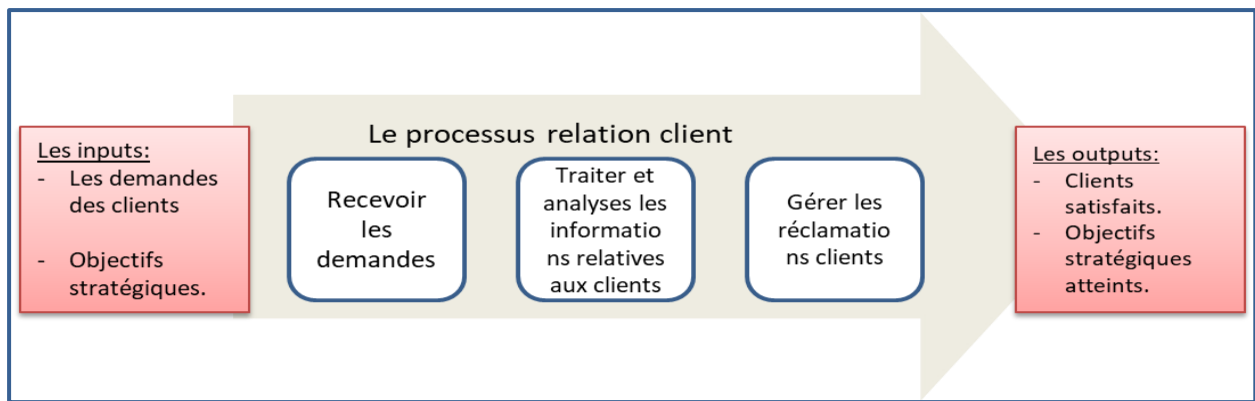 Le processus relation client
Les inputs:
- Les demandes
des clients
- Objectifs
stratégiques.
Recevoir
les
demandes
Traiter et
analyses les
informatio
ns relatives
aux clients
Gérer les
réclamatio
ns clients
Les outputs:
- Clients
satisfaits.
- Objectifs
stratégiques
atteints.